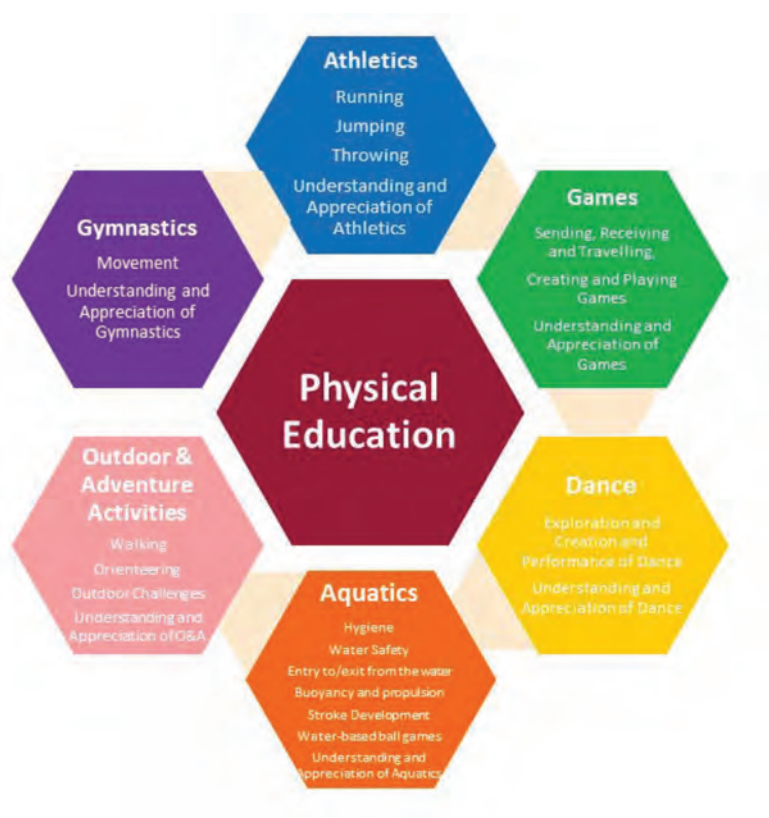 Athletics
Running
Jumping
Throwing
Understanding and
Appreciation of
Athletics
Games
Sending, Receiving
and Travelling,
Creating and Playing
Games
Understanding and
Appreciation of
Games
Gymnastics
Movement
Understanding and
Appreciation of
Gymnastics
Physical
Education
Outdoor &
Adventure
Activities
Walking
Orienteering
Outdoor Challenges
Understanding and
Appreciation of O&A
Dance
Exploration and
Creation and
Performance of Dance
Understanding and
Appreciation of Dance
Aquatics
Hygiene
Water Safety
Entry to/exit from the water
Buoyancy and propulsion
Stroke Development
Water-based ball games
Understanding and
Appreciation of Aquatics